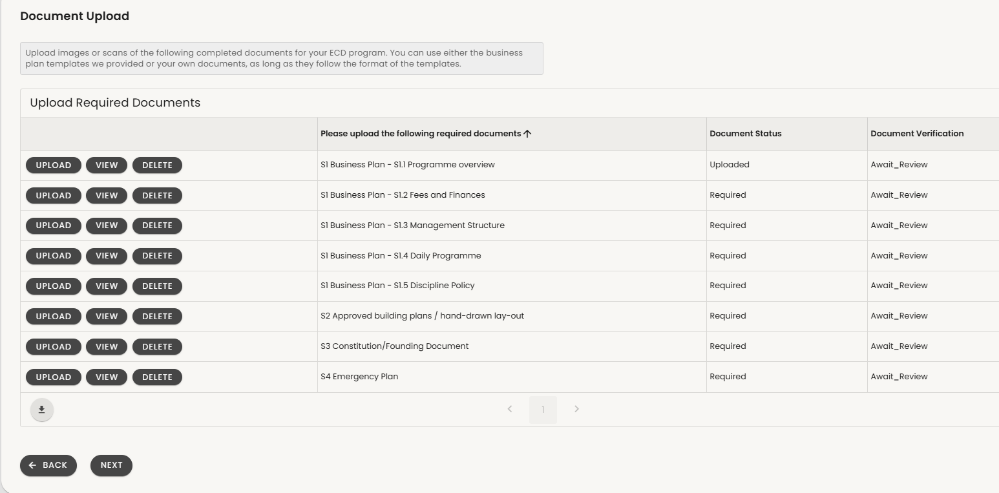 Document Upload
Upload images or scans of the following completed documents for your ECD program. You can use either the business
plan templates we provided or your own documents, as long as they follow the format of the templates.
Upload Required Documents
Please upload the following required documents Document Status Document Verification
UPLOAD VIEW DELETE S1 Business Plan - S1.1 Programme overview Uploaded Await_Review
UPLOAD VIEW DELETE S1 Business Plan - S1.2 Fees and Finances Required Await_Review
UPLOAD VIEW DELETE S1 Business Plan - S1.3 Management Structure Required Await_Review
UPLOAD VIEW DELETE S1 Business Plan - S1.4 Daily Programme Required Await_Review
UPLOAD VIEW DELETE S1 Business Plan - S1.5 Discipline Policy Required Await_Review
UPLOAD VIEW DELETE S2 Approved building plans / hand-drawn lay-out Required Await_Review
UPLOAD VIEW DELETE S3 Constitution/Founding Document Required Await_Review
UPLOAD VIEW DELETE S4 Emergency Plan Required Await_Review
1
BACK NEXT